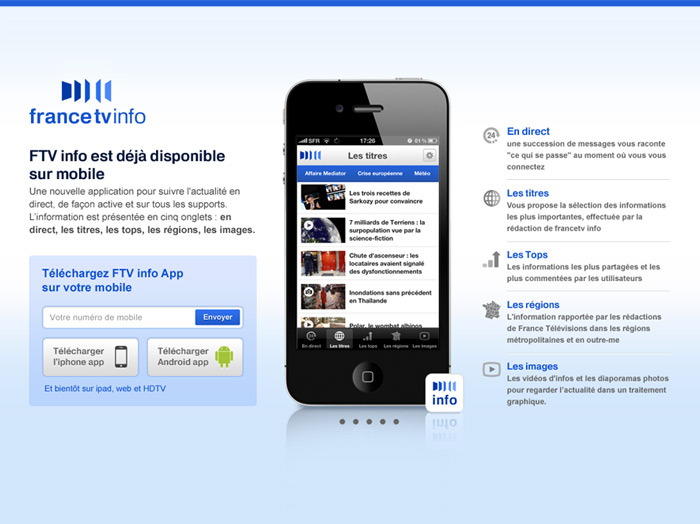 francetvinfo
FTV info est déjà disponible
sur mobile
Une nouvelle application pour suivre l'actualité en
direct, de façon active et sur tous les supports.
L'information est présentée en cinq onglets : en
direct, les titres, les tops, les régions, les images.
Téléchargez FTV info App
sur votre mobile
Votre numéro de mobile
Envoyer
Télécharger
l'iphone app
Télécharger
Android app
Et bientôt sur ipad, web et HDTV
SFR
17:26
61 %
Les titres
Affaire Mediator
Crise européenne
Météo
Les trois recettes de
Sarkozy pour convaincre
7 milliards de Terriens : la
surpopulation vue par la
science-fiction
Chute d'ascenseur : les
locataires avaient signalé
des dysfonctionnements
Inondations sans précédent
en Thaïlande
Polar, le wombat albinos
En direct
Les titres
Les tops
Les régions
Les images
info
24
En direct
une succession de messages vous raconte
"ce qui se passe" au moment où vous vous
connectez
Les titres
Vous propose la sélection des informations
les plus importantes, effectuée par la
rédaction de francetv info
Les Tops
Les informations les plus partagées et les
plus commentées par les utilisateurs
Les régions
L'information rapportée par les rédactions
de France Télévisions dans les régions
métropolitaines et en outre-me
Les images
Les vidéos d'infos et les diaporamas photos
pour regarder l'actualité dans un traitement
graphique.